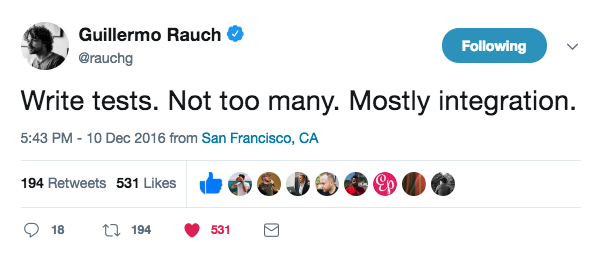 Guillermo Rauch
@rauchg
Following
Write tests. Not too many. Mostly integration.
5:43 PM - 10 Dec 2016 from San Francisco, CA
194 Retweets 531 Likes
Ep
18 194 531